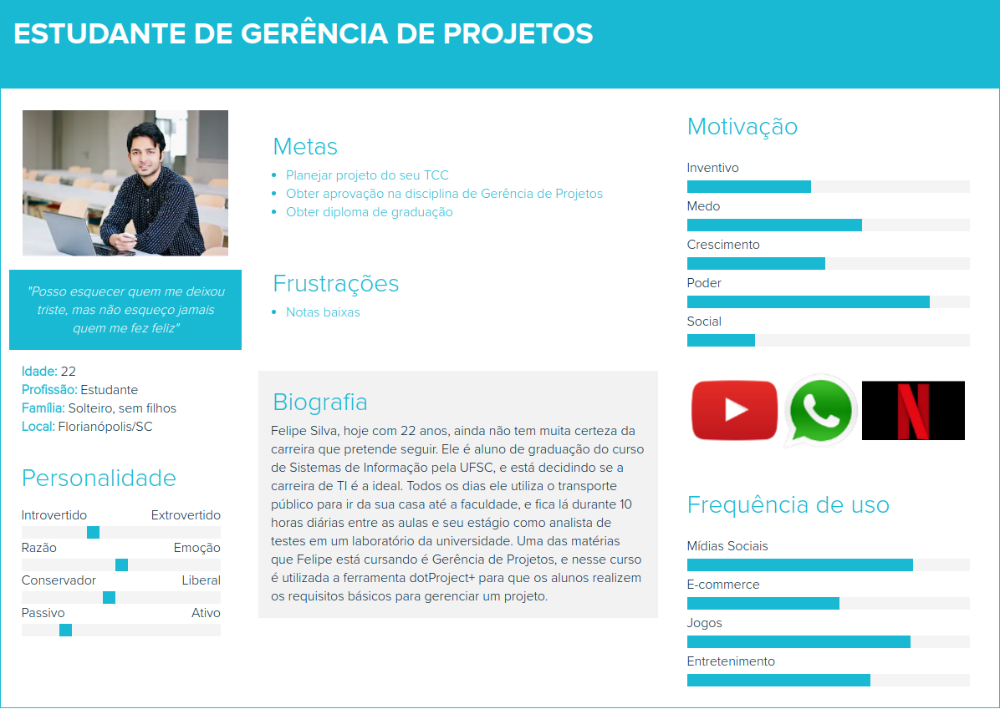 ESTUDANTE DE GERÊNCIA DE PROJETOS
"Posso esquecer quem me deixou
triste, mas não esqueço jamais
quem me fez feliz"
Idade: 22
Profissão: Estudante
Família: Solteiro, sem filhos
Local: Florianópolis/SC
Personalidade
Introvertido Extrovertido
Razão Emoção
Conservador Liberal
Passivo Ativo
Metas
• Planejar projeto do seu TCC
• Obter aprovação na disciplina de Gerência de Projetos
• Obter diploma de graduação
Frustrações
• Notas baixas
Biografia
Felipe Silva, hoje com 22 anos, ainda não tem muita certeza da
carreira que pretende seguir. Ele é aluno de graduação do curso
de Sistemas de Informação pela UFSC, e está decidindo se a
carreira de TI é a ideal. Todos os dias ele utiliza o transporte
público para ir da sua casa até a faculdade, e fica lá durante 10
horas diárias entre as aulas e seu estágio como analista de
testes em um laboratório da universidade. Uma das matérias
que Felipe está cursando é Gerência de Projetos, e nesse curso
é utilizada a ferramenta dotProject+ para que os alunos realizem
os requisitos básicos para gerenciar um projeto.
Motivação
Inventivo
Medo
Crescimento
Poder
Social
N
Frequência de uso
Mídias Sociais
E-commerce
Jogos
Entretenimento